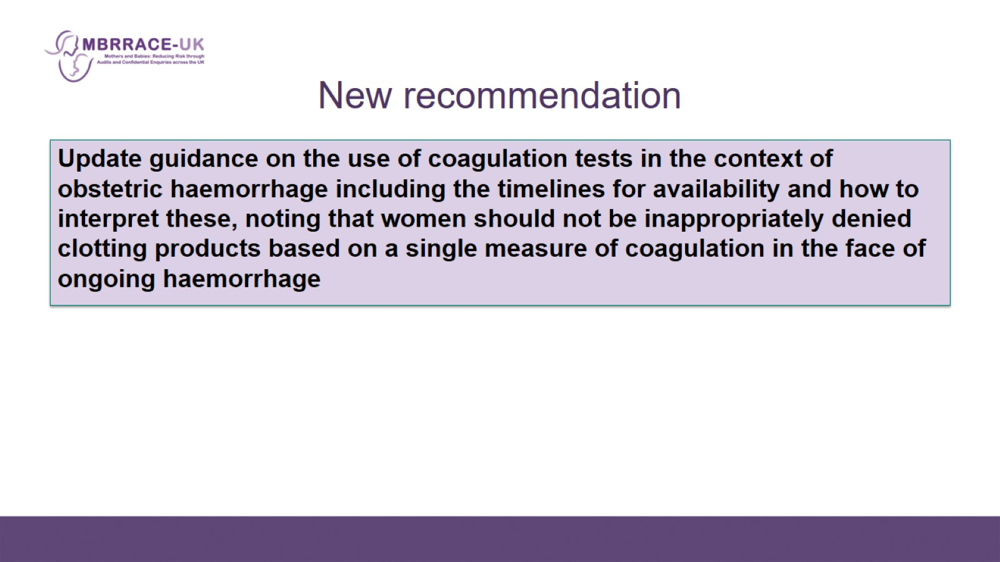 MBRRACE-UK
Mothers and Babies: Reducing Risk through
Audits and Confidential Enquiries across the UK
New recommendation
Update guidance on the use of coagulation tests in the context of
obstetric haemorrhage including the timelines for availability and how to
interpret these, noting that women should not be inappropriately denied
clotting products based on a single measure of coagulation in the face of
ongoing haemorrhage